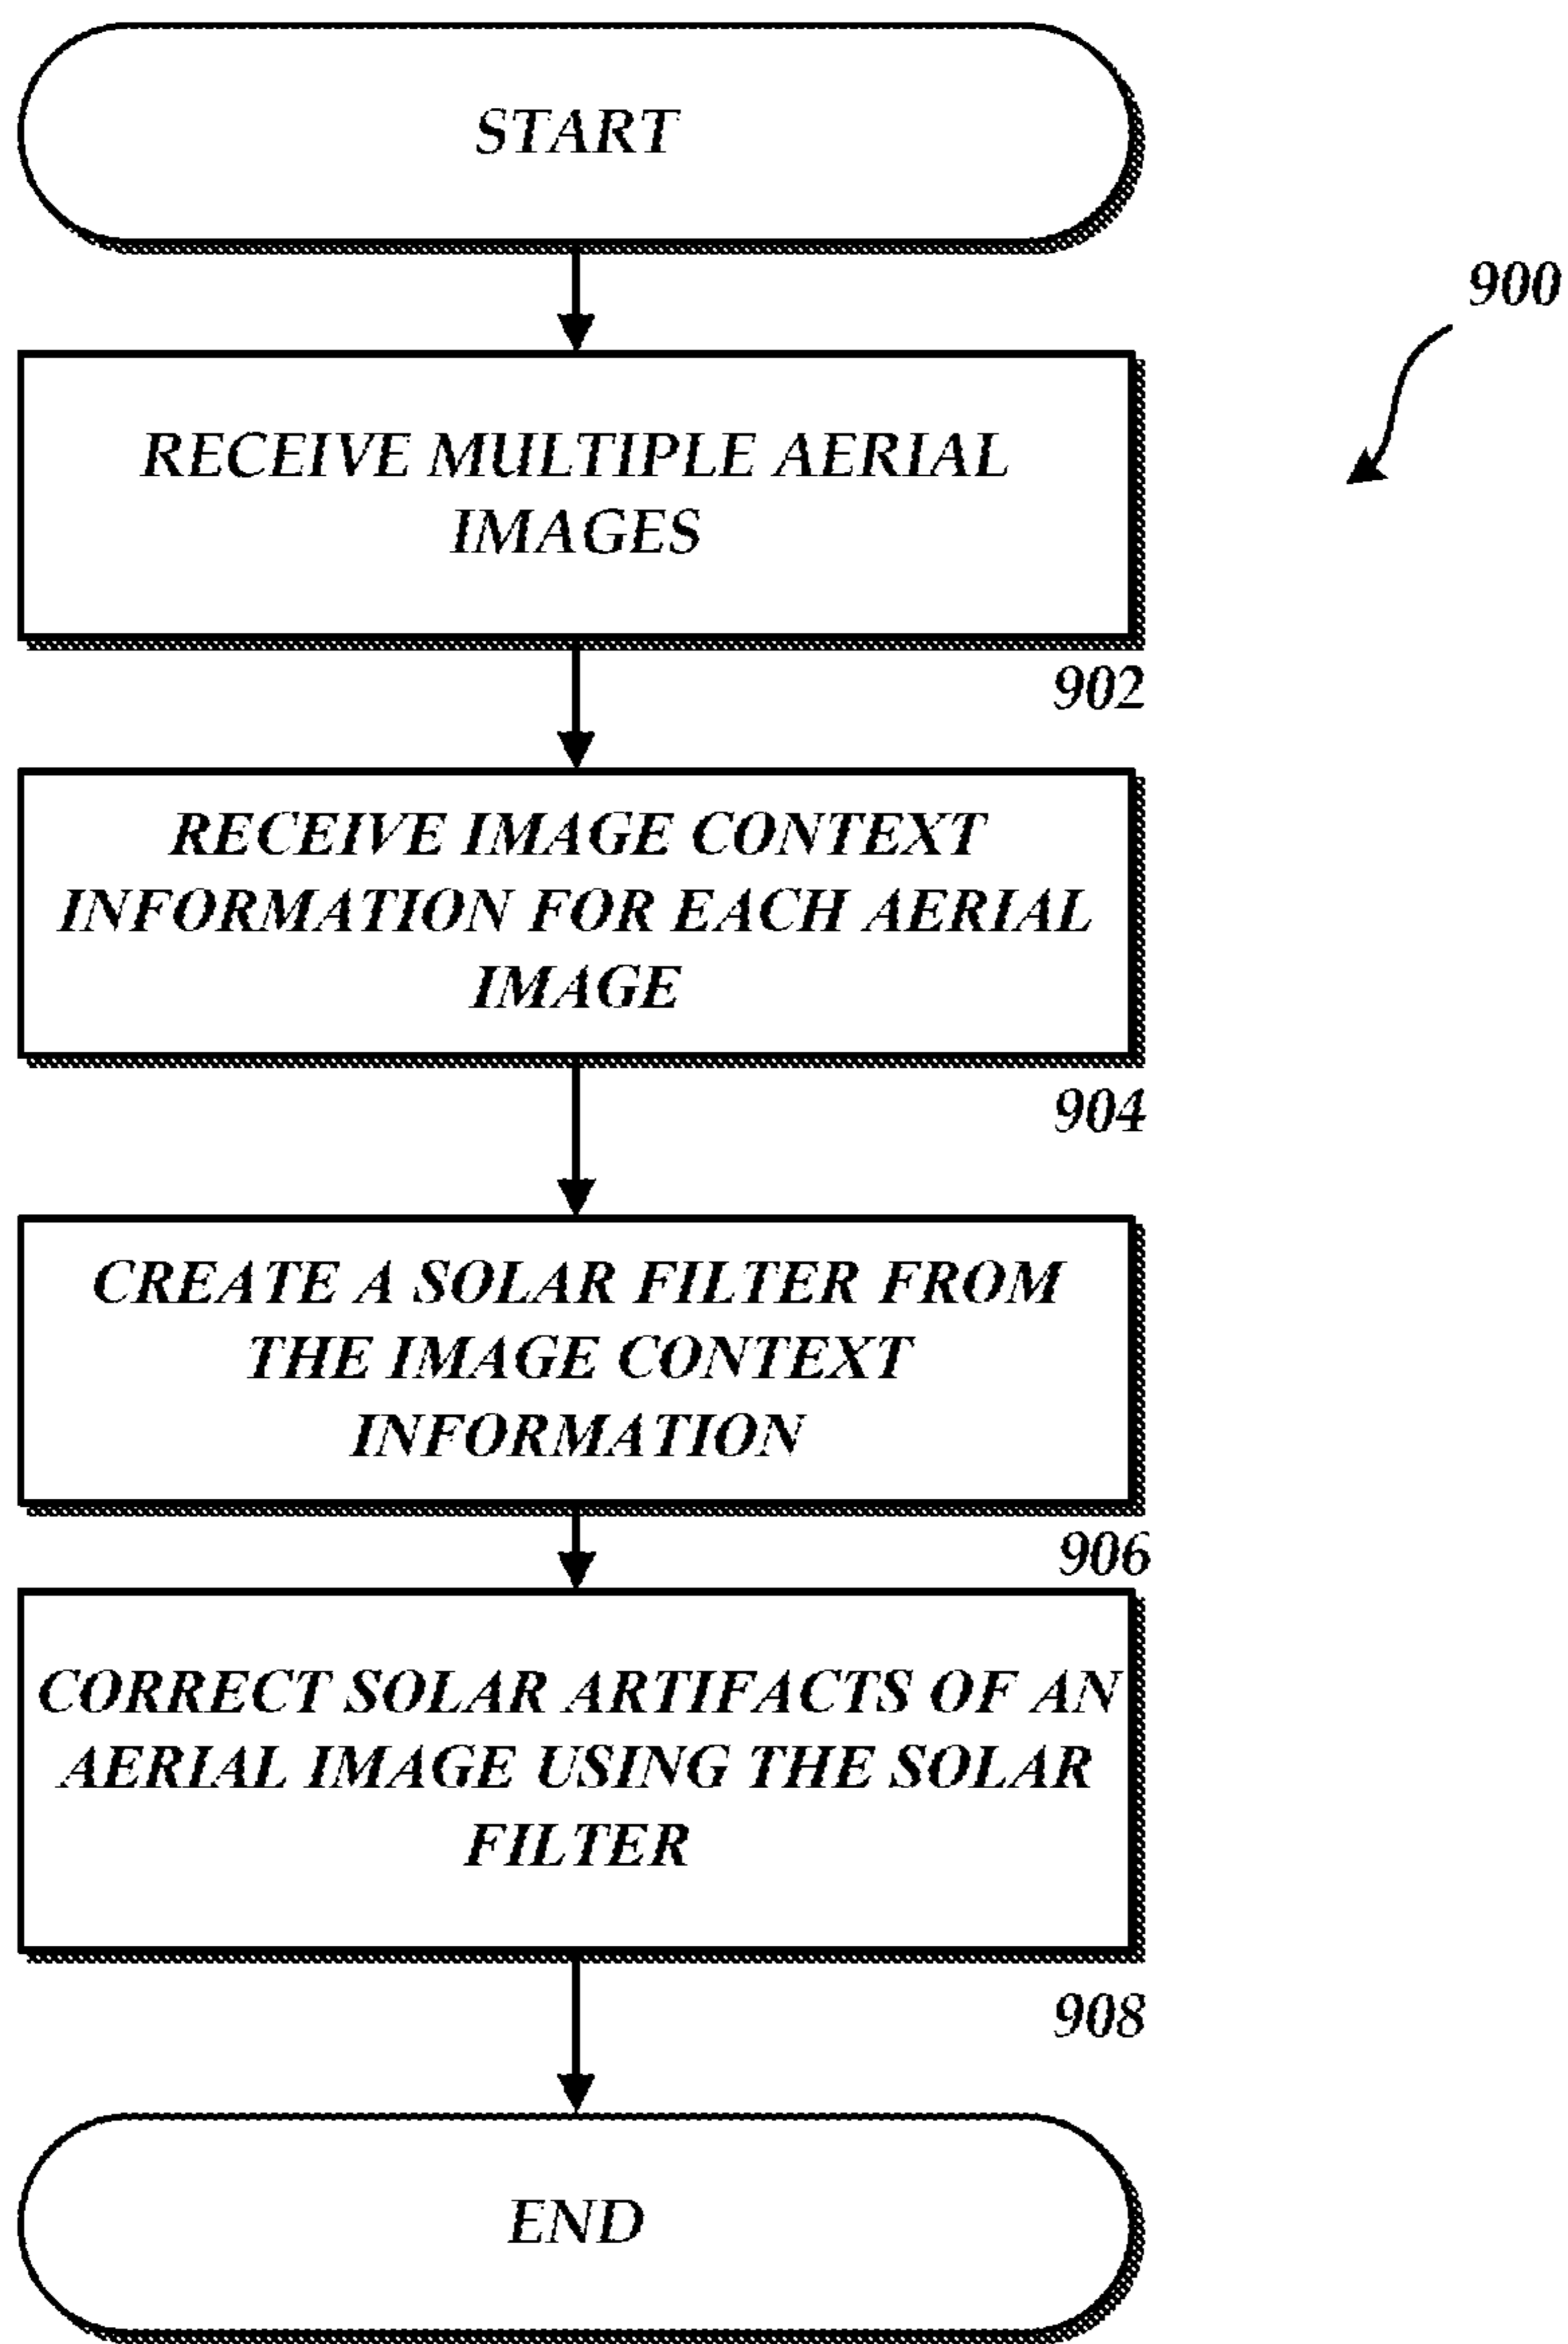 START
900
RECEIVE MULTIPLE AERIAL
IMAGES
902
RECEIVE IMAGE CONTEXT
INFORMATION FOR EACH AERIAL
IMAGE
904
CREATE A SOLAR FILTER FROM
THE IMAGE CONTEXT
INFORMATION
906
CORRECT SOLAR ARTIFACTS OF AN
AERIAL IMAGE USING THE SOLAR
FILTER
908
END